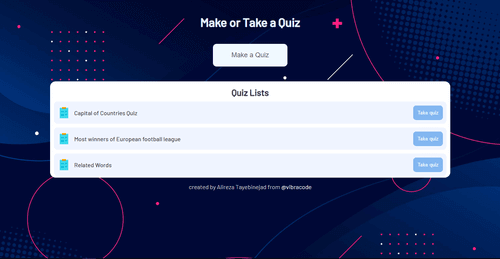 Make or Take a Quiz
Make a Quiz
Quiz Lists
Capital of Countries Quiz
Take quiz
Most winners of European football league
Take quiz
Related Words
Take quiz
created by Alireza Tayebinejad from @vibracode